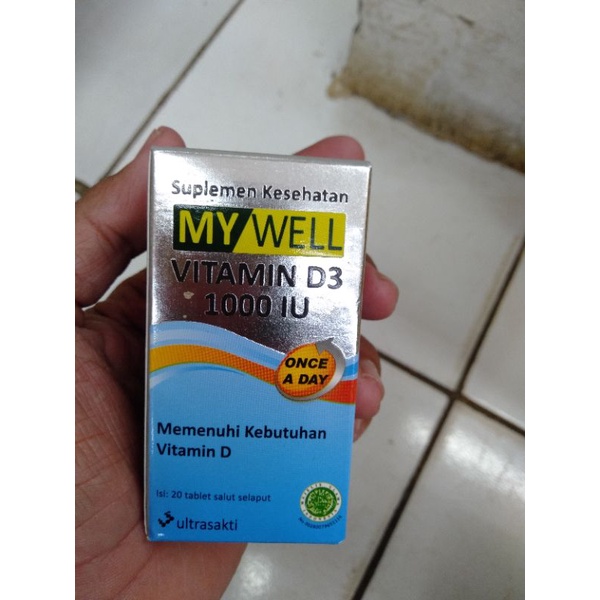 Suplemen Kesehatan
MY WELL
VITAMIN D3
1000 IU
ONCE
A DAY
Memenuhi Kebutuhan
Vitamin D
Isi: 20 tablet salut selaput
ultrasakti